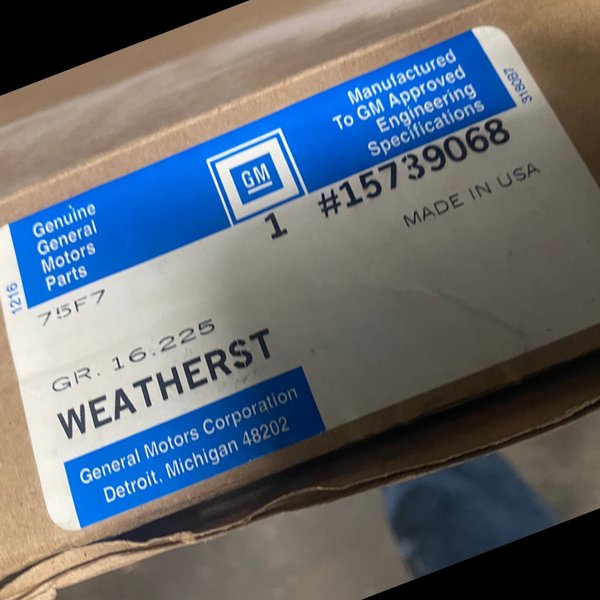 Genuine
General
Motors
Parts
GM
Manufactured
To GM Approved
Engineering
Specifications
318087
1216
1 #15739068
75F7
MADE IN USA
GR. 16.225
WEATHERST
General Motors Corporation
Detroit, Michigan 48202